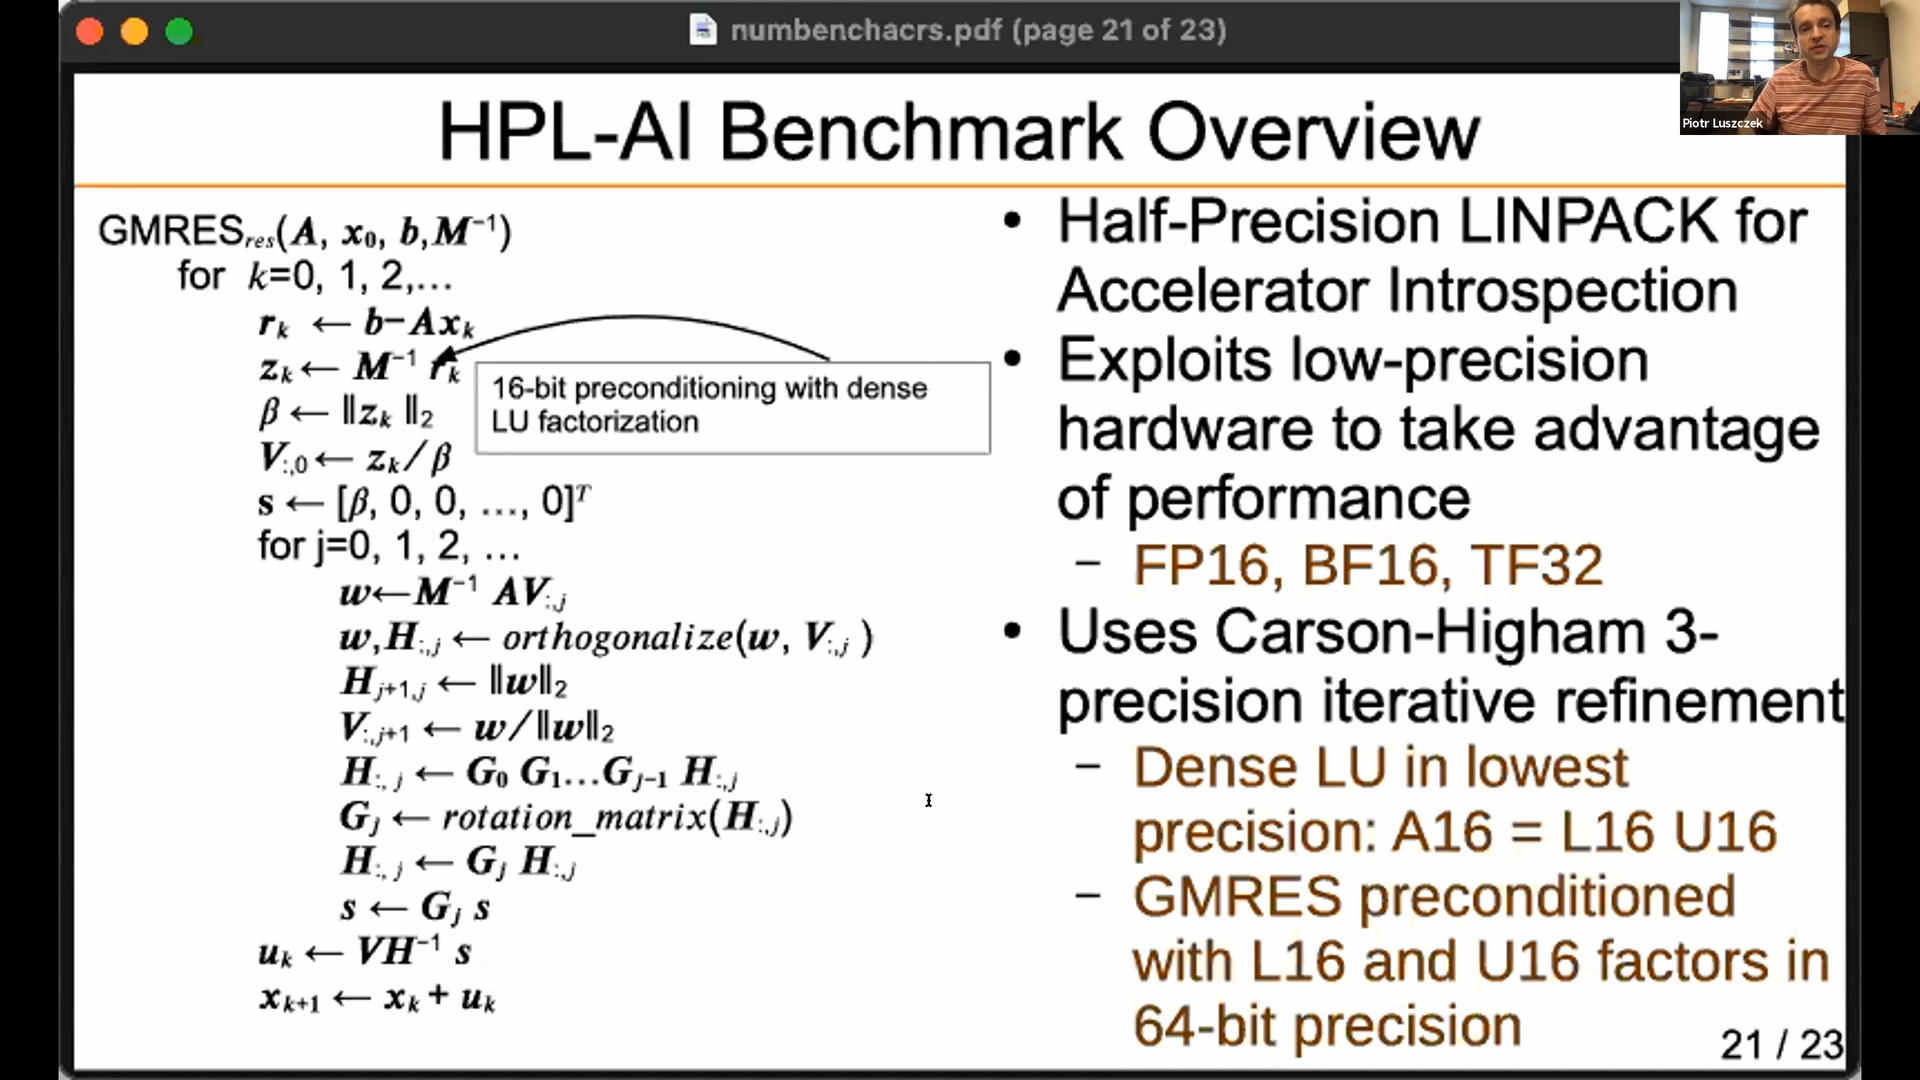 numbenchacrs.pdf (page 21 of 23)
Piotr Luszczek
HPL-AI Benchmark Overview
GMRESres(A, x0, b,M−1)
for k=0, 1, 2,...
rk ← b−Axk
zk ← M−1 rk
β ← ‖zk ‖2
V:,0 ← zk/β
s ← [β, 0, 0, ..., 0]T
for j=0, 1, 2, ...
w←M−1 AV:,j
w,H:,j ← orthogonalize(w, V:,j )
Hj+1,j ← ‖w‖2
V:,j+1 ← w/‖w‖2
H:,j ← G0 G1...Gj−1 H:,j
Gj ← rotation_matrix(H:,j)
H:,j ← Gj H:,j
s ← Gj s
uk ← VH−1 s
xk+1 ← xk + uk
16-bit preconditioning with dense
LU factorization
• Half-Precision LINPACK for
Accelerator Introspection
• Exploits low-precision
hardware to take advantage
of performance
– FP16, BF16, TF32
• Uses Carson-Higham 3-
precision iterative refinement
– Dense LU in lowest
precision: A16 = L16 U16
– GMRES preconditioned
with L16 and U16 factors in
64-bit precision
21 / 23